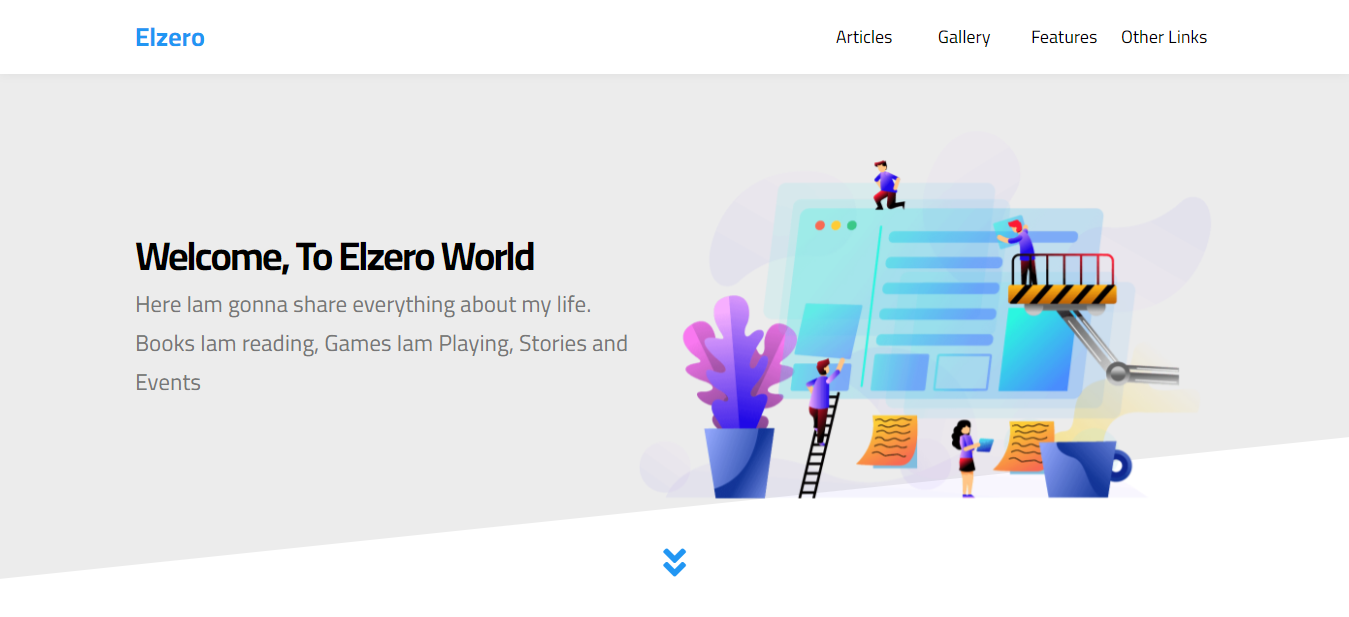 Elzero
Articles Gallery Features Other Links
Welcome, To Elzero World
Here Iam gonna share everything about my life.
Books Iam reading, Games Iam Playing, Stories and
Events